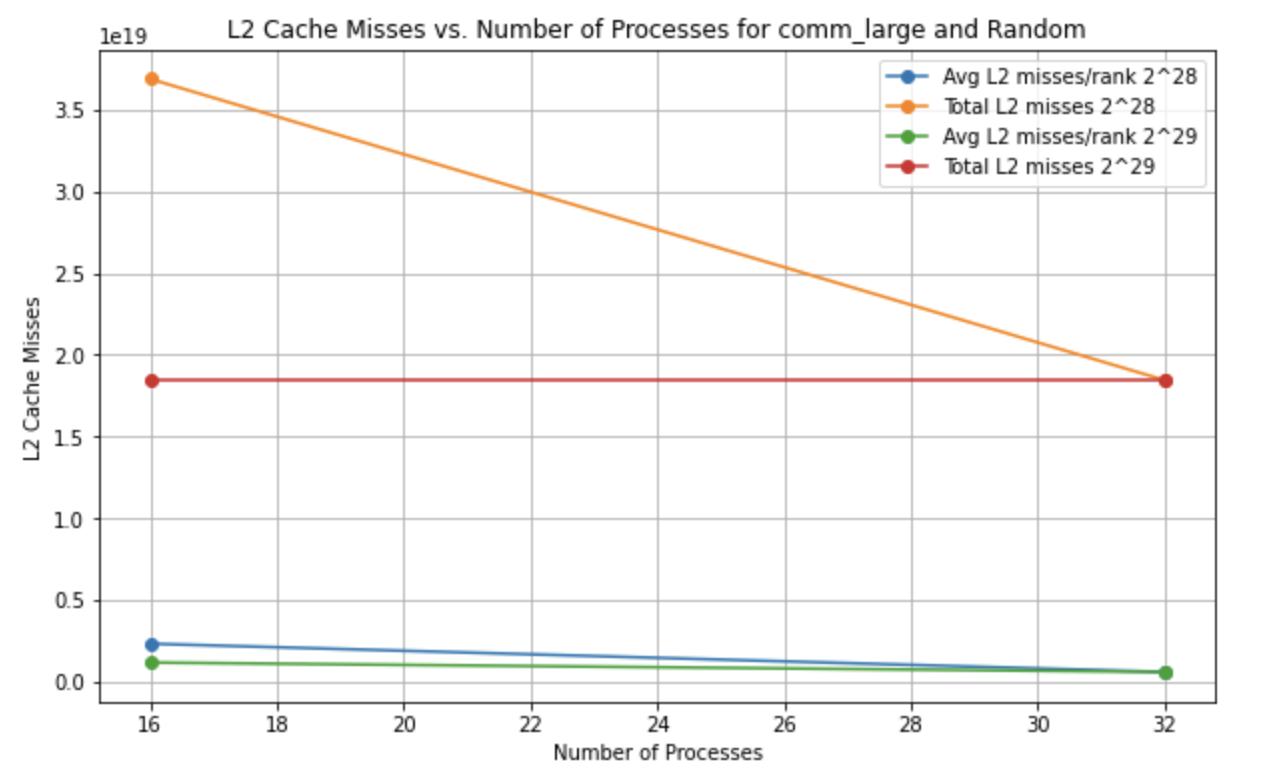 L2 Cache Misses vs. Number of Processes for comm_large and Random
1e19
Avg L2 misses/rank 2^28
Total L2 misses 2^28
Avg L2 misses/rank 2^29
Total L2 misses 2^29
3.5
3.0
2.5
2.0
1.5
1.0
0.5
0.0
L2 Cache Misses
16 18 20 22 24 26 28 30 32
Number of Processes